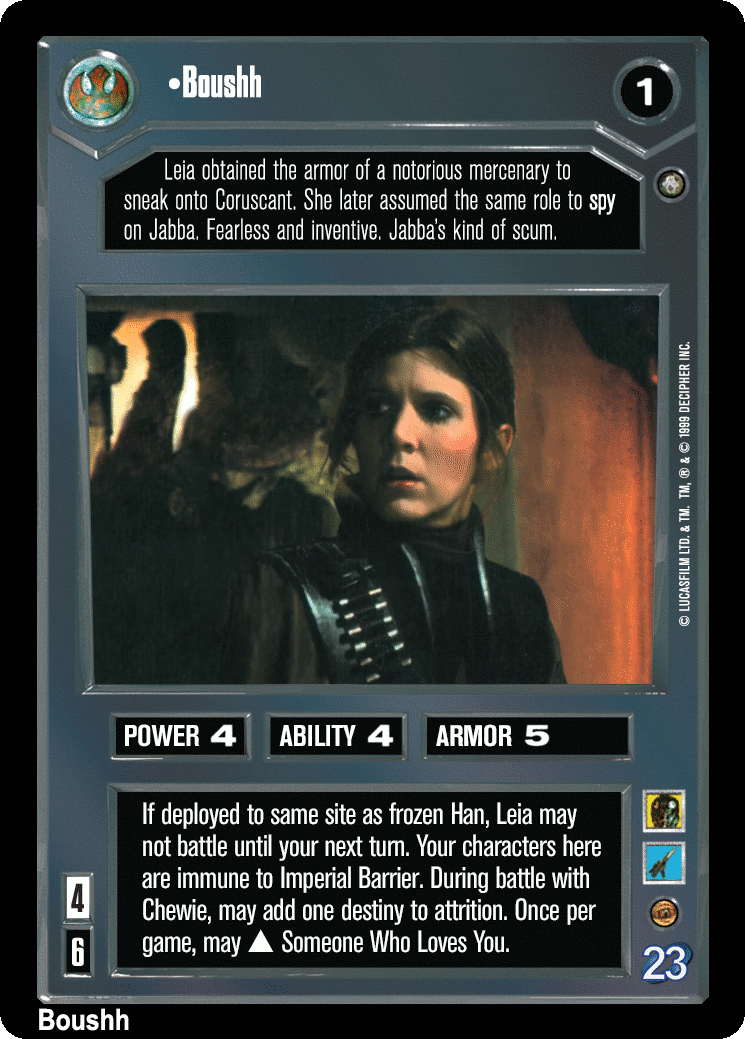 •Boushh
1
Leia obtained the armor of a notorious mercenary to
sneak onto Coruscant. She later assumed the same role to spy
on Jabba. Fearless and inventive. Jabba's kind of scum.
© LUCASFILM LTD. & TM. TM, ® & © 1999 DECIPHER INC.
POWER 4
ABILITY 4
ARMOR 5
If deployed to same site as frozen Han, Leia may
not battle until your next turn. Your characters here
are immune to Imperial Barrier. During battle with
Chewie, may add one destiny to attrition. Once per
game, may ▲ Someone Who Loves You.
4
6
23
Boushh